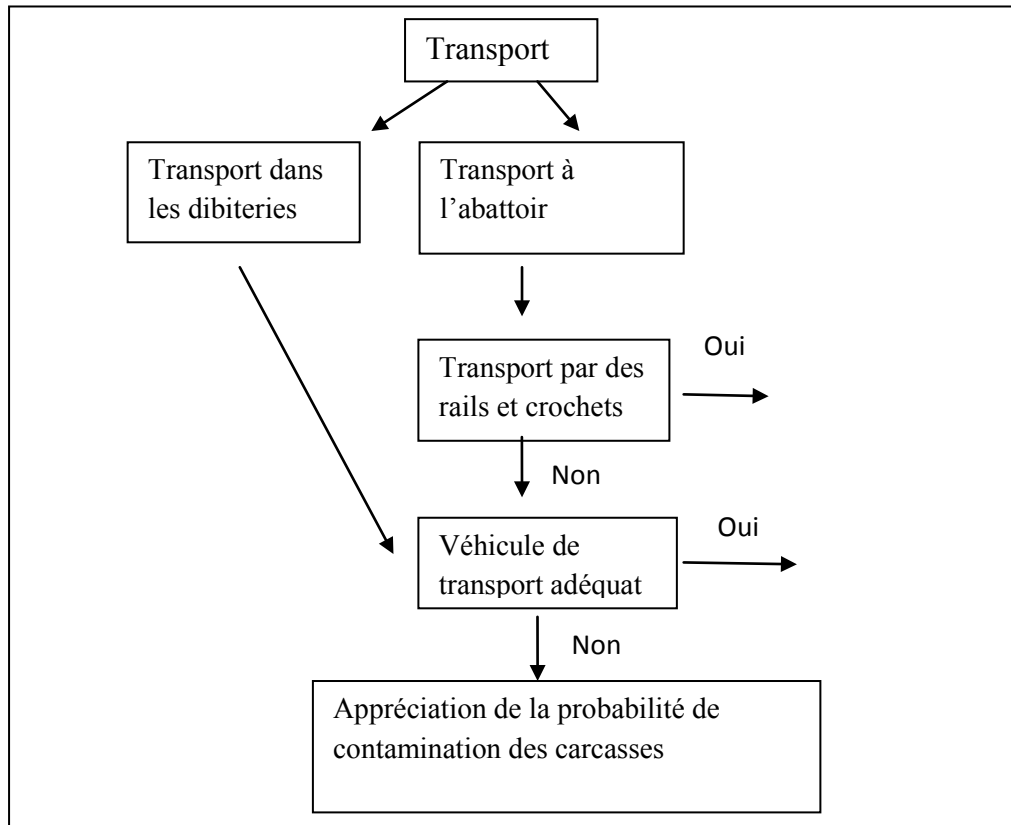 Transport
Transport dans
les dibiteries
Transport à
l’abattoir
Transport par des
rails et crochets
Oui
Non
Véhicule de
transport adéquat
Oui
Non
Appréciation de la probabilité de
contamination des carcasses